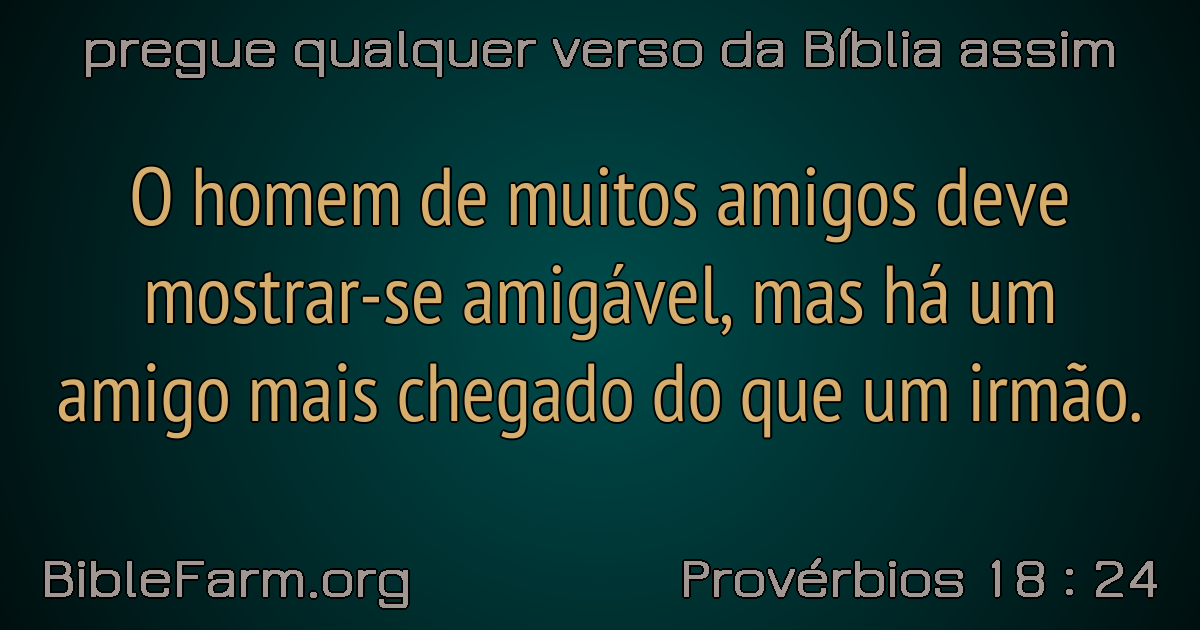 pregue qualquer verso da Bíblia assim
O homem de muitos amigos deve
mostrar-se amigável, mas há um
amigo mais chegado do que um irmão.
BibleFarm.org
Provérbios 18 : 24